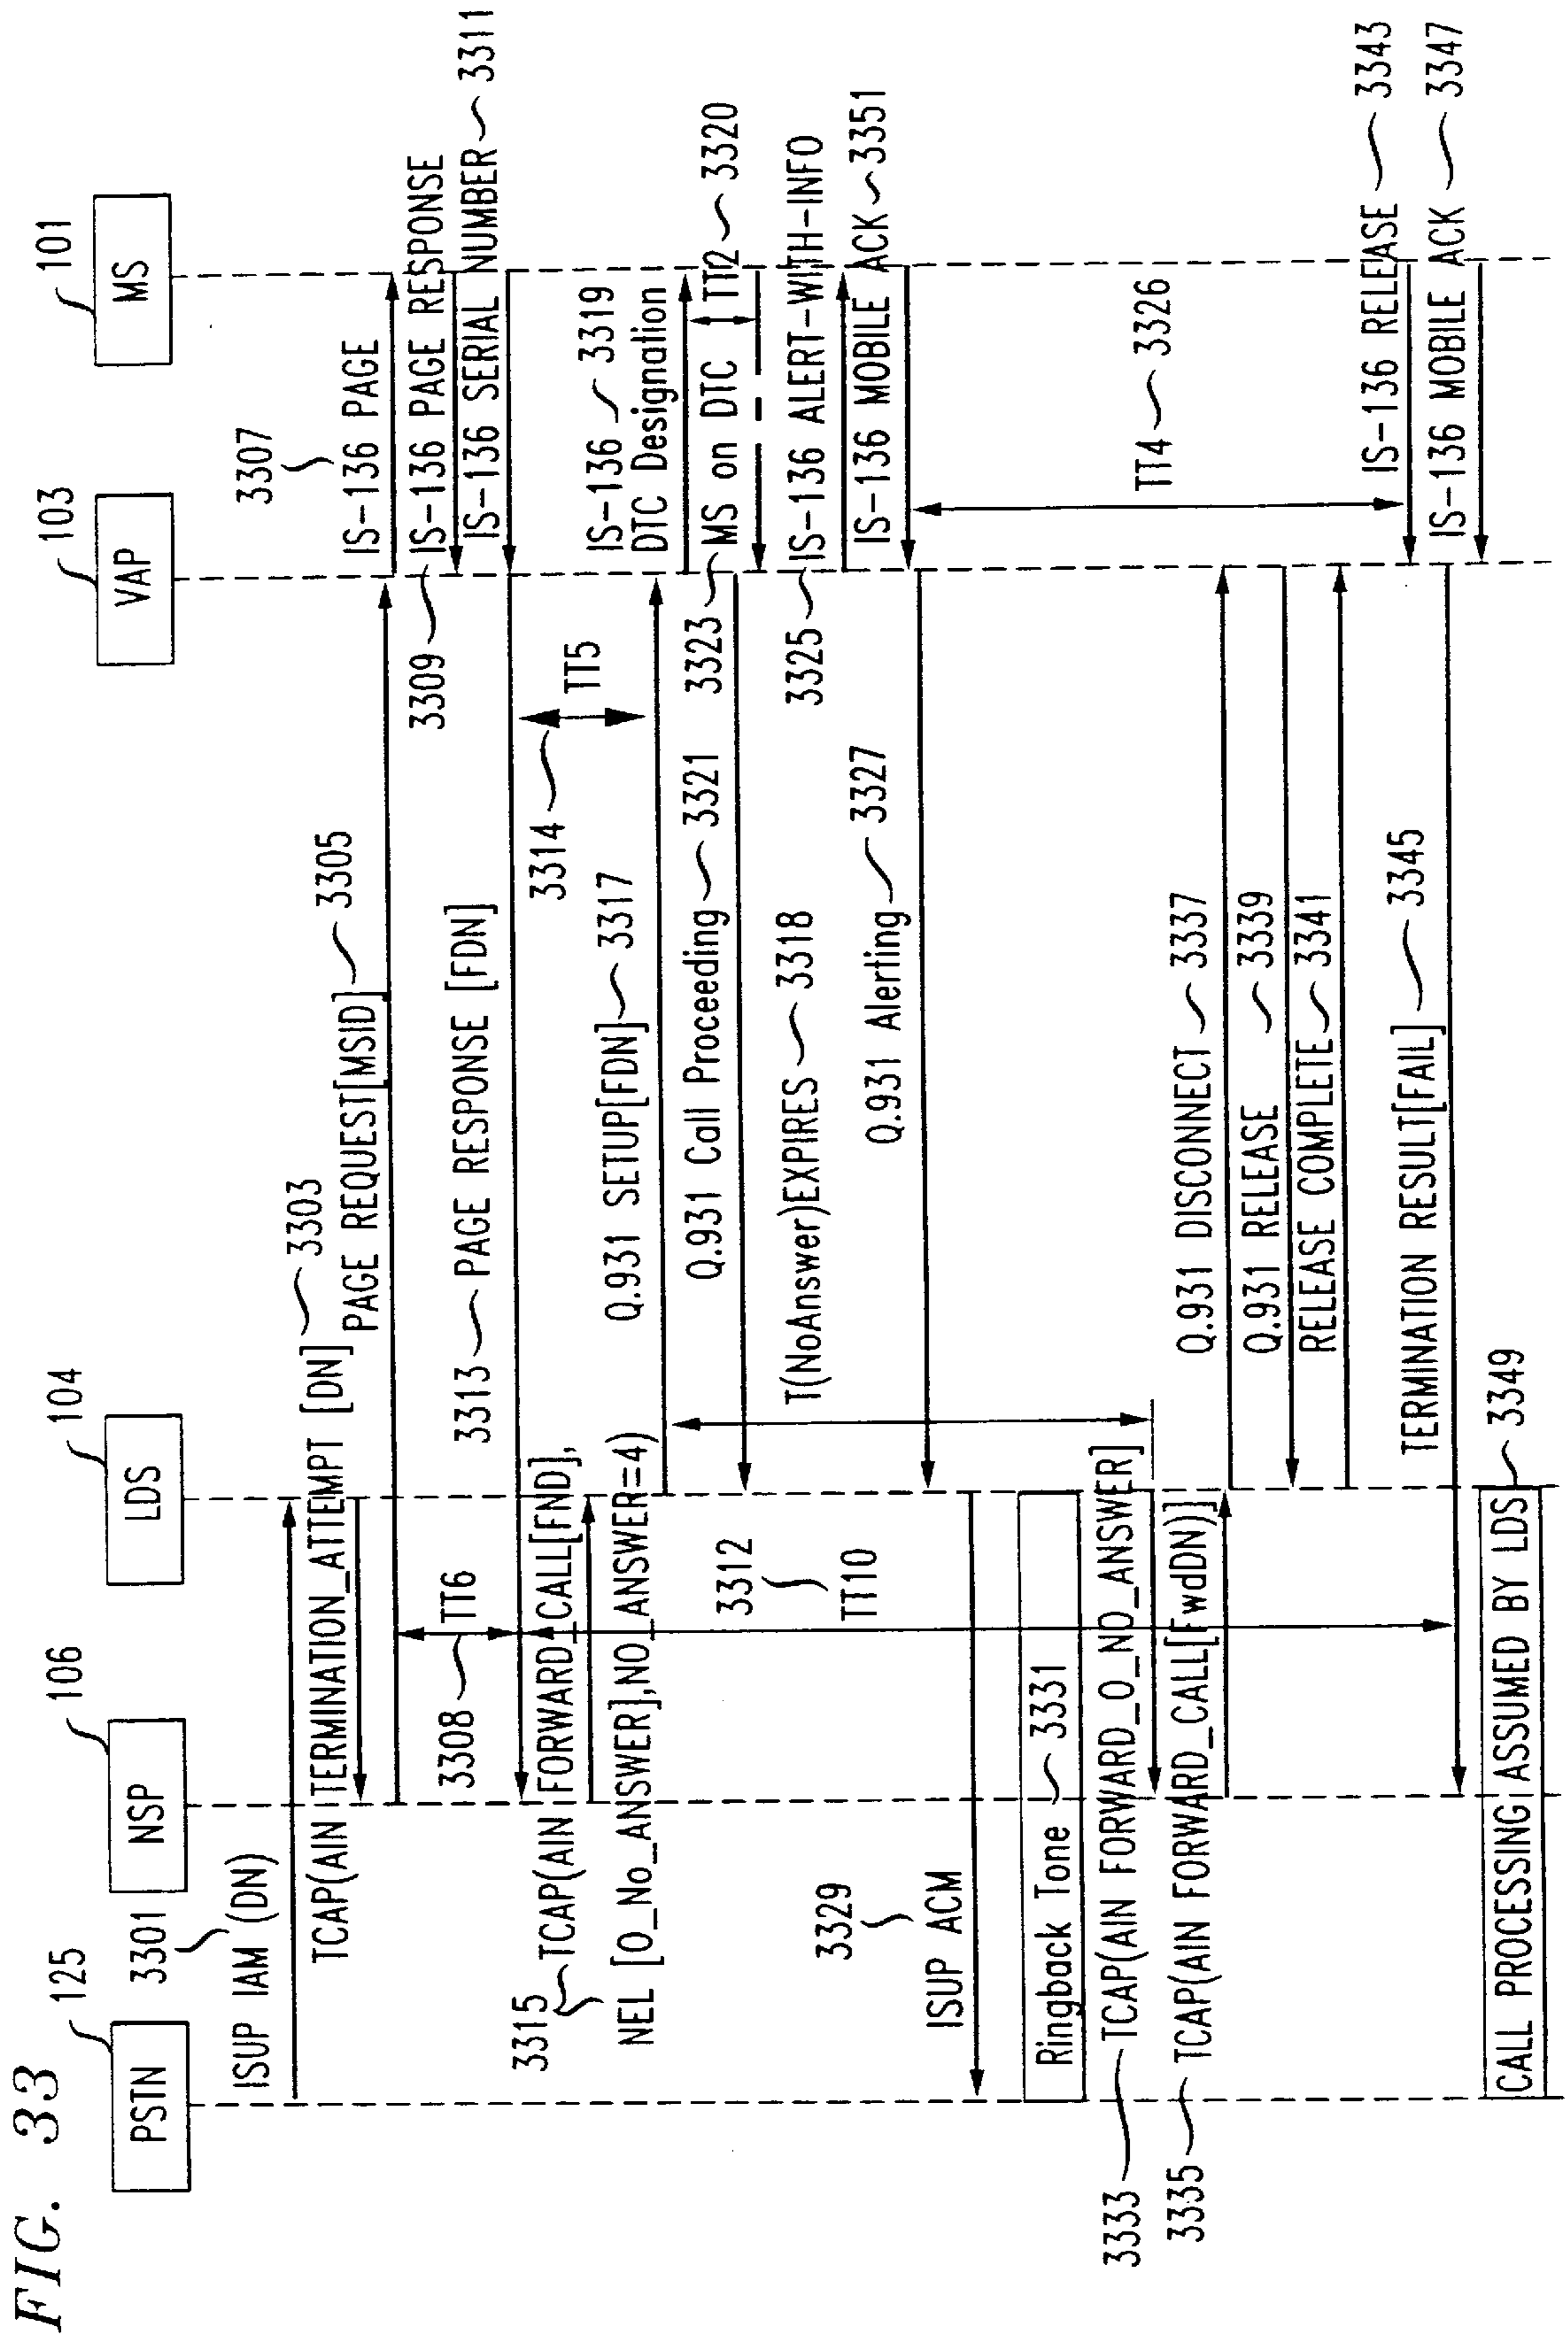 FIG. 33
PSTN
125
NSP
106
LDS
104
VAP
103
MS
101
3301
ISUP IAM (DN)
TCAP(AIN TERMINATION_ATTEMPT [DN]
3303
PAGE REQUEST[MSID]
3305
3307
IS-136 PAGE
IS-136 PAGE RESPONSE
3309
IS-136 SERIAL NUMBER
3311
3308
TT6
3313
PAGE RESPONSE [FDN]
3314
TT5
3315
TCAP(AIN FORWARD_CALL[FND],
NEL [O_No_ANSWER],NO ANSWER=4)
Q.931 SETUP[FDN]
3317
IS-136
3319
DTC Designation
Q.931 Call Proceeding
3321
3323
MS on DTC
TT2
3320
3312
TT10
T(NoAnswer)EXPIRES
3318
3325
IS-136 ALERT-WITH-INFO
IS-136 MOBILE ACK
3351
Q.931 Alerting
3327
3329
ISUP ACM
Ringback Tone
3331
3333
TCAP(AIN FORWARD_O_NO_ANSWER]
3335
TCAP(AIN FORWARD_CALL[FwdDN)]
TT4
3326
Q.931 DISCONNECT
3337
Q.931 RELEASE
3339
RELEASE COMPLETE
3341
IS-136 RELEASE
3343
TERMINATION RESULT[FAIL]
3345
IS-136 MOBILE ACK
3347
CALL PROCESSING ASSUMED BY LDS
3349